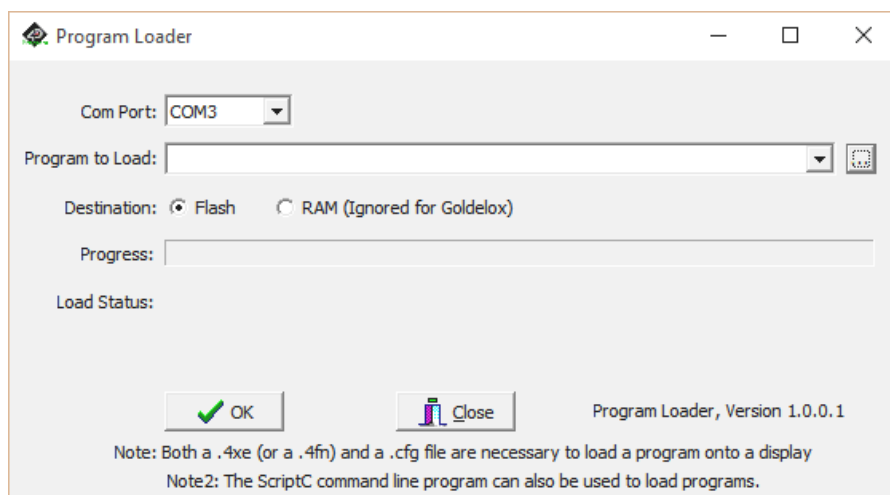 Program Loader
Com Port: COM3
Program to Load: ...
Destination: Flash RAM (Ignored for Goldelox)
Progress:
Load Status:
OK Close Program Loader, Version 1.0.0.1
Note: Both a .4xe (or a .4fn) and a .cfg file are necessary to load a program onto a display
Note2: The ScriptC command line program can also be used to load programs.